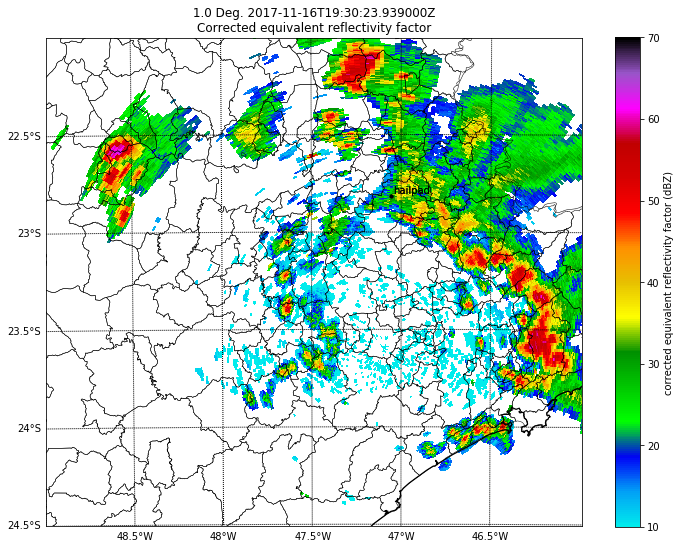 1.0 Deg. 2017-11-16T19:30:23.939000Z
Corrected equivalent reflectivity factor
70
60
50
40
30
20
10
corrected equivalent reflectivity factor (dBZ)
22.5°S
23°S
23.5°S
24°S
24.5°S
hailpad
48.5°W
48°W
47.5°W
47°W
46.5°W